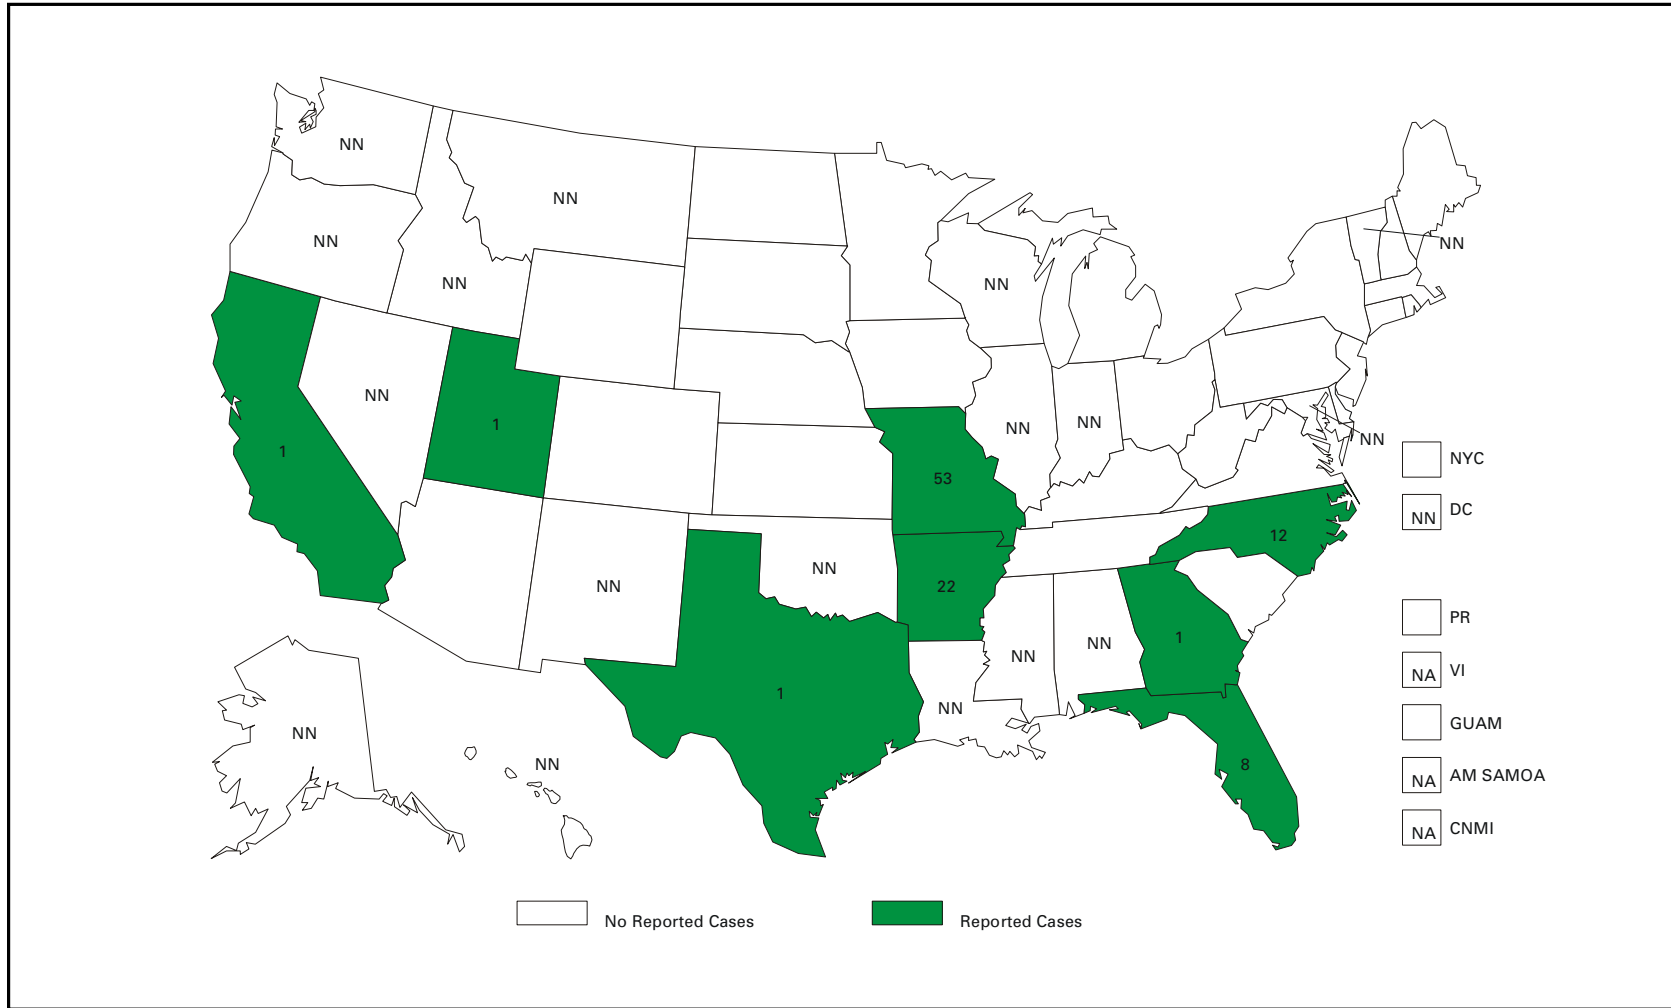 NN
NN
NN
NN
NN
NN
NN
1
NN
1
NN
NN
NN
53
NYC
NN DC
12
NN
22
NN
PR
1
NN
NN
NA VI
1
NN
GUAM
NN
NN
8
NA AM SAMOA
NA CNMI
No Reported Cases
Reported Cases